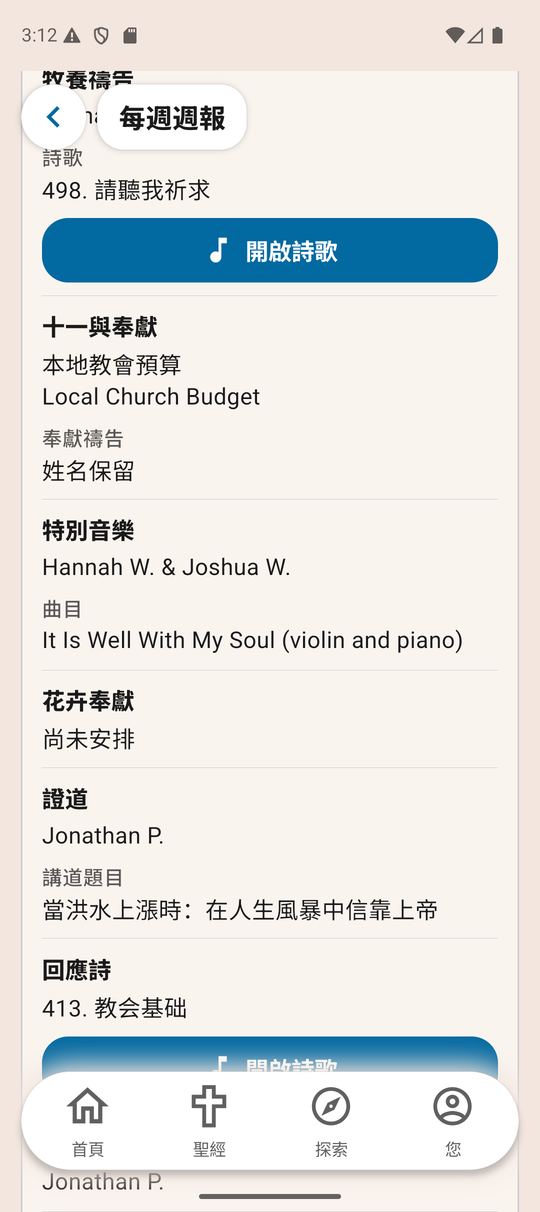 3:12
牧養禱告
每週週報
詩歌
498. 請聽我祈求
開啟詩歌
十一與奉獻
本地教會預算
Local Church Budget
奉獻禱告
姓名保留
特別音樂
Hannah W. & Joshua W.
曲目
It Is Well With My Soul (violin and piano)
花卉奉獻
尚未安排
證道
Jonathan P.
講道題目
當洪水上漲時：在人生風暴中信靠上帝
回應詩
413. 教会基础
開啟詩歌
首頁
聖經
探索
您
Jonathan P.